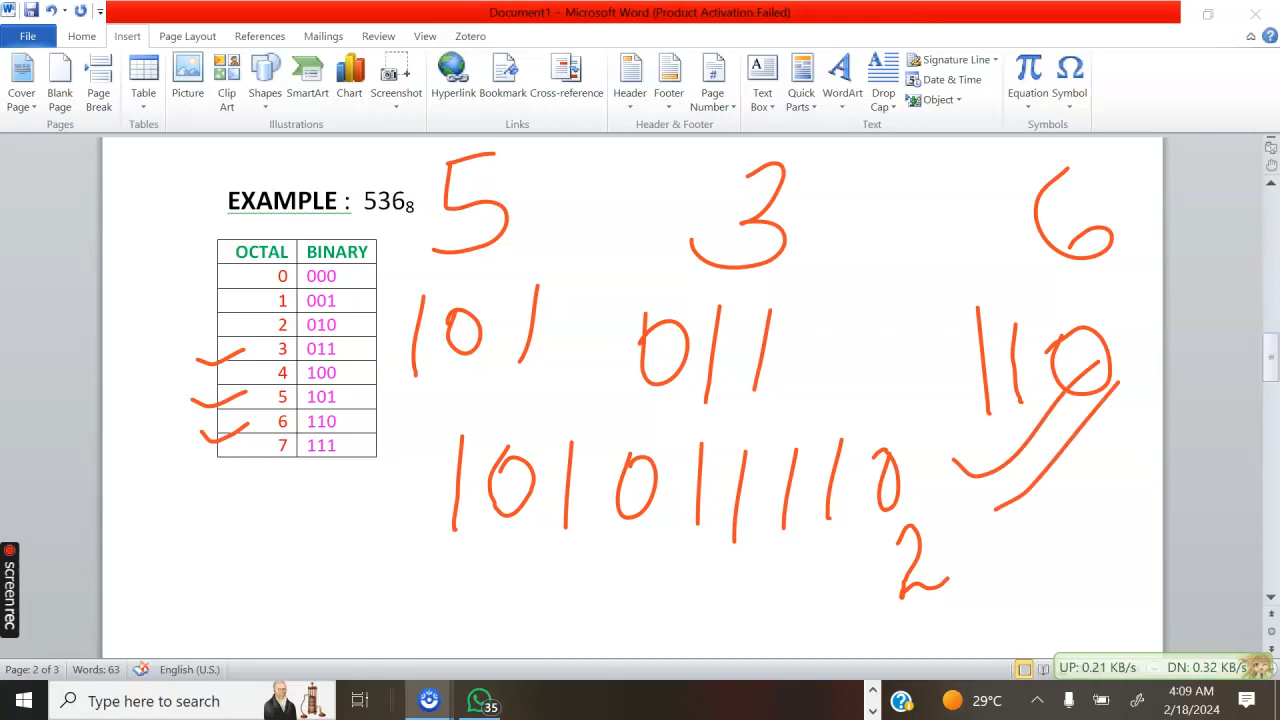 Document1 - Microsoft Word (Product Activation Failed)
File Home Insert Page Layout References Mailings Review View Zotero
Cover Page Blank Page Page Break Table Picture Clip Art Shapes SmartArt Chart Screenshot Hyperlink Bookmark Cross-reference Header Footer Page Number Text Box Quick Parts WordArt Drop Cap Signature Line Date & Time Object Equation Symbol
Pages Tables Illustrations Links Header & Footer Text Symbols
5 3 6
EXAMPLE : 536₈
OCTAL BINARY
0 000
1 001
2 010
3 011
4 100
5 101
6 110
7 111
101 011 110
1010111110
2
screen rec
Page: 2 of 3 Words: 63 English (U.S.) UP: 0.21 KB/s DN: 0.32 KB/s
Type here to search 35 29°C 4:09 AM
2/18/2024